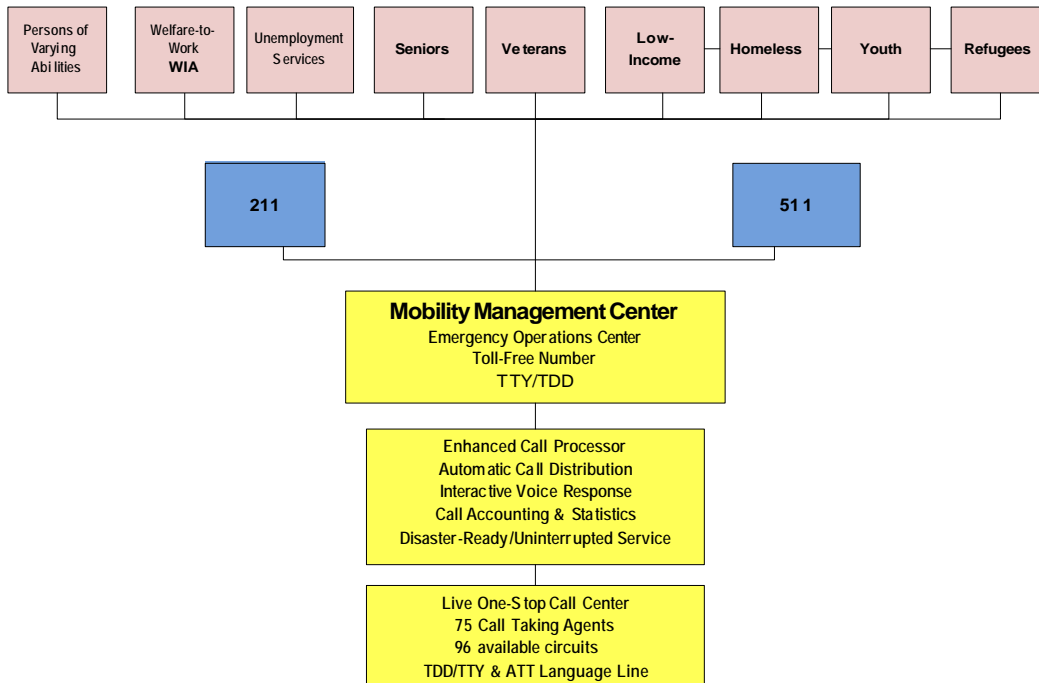 Persons of
Varying
Abilities
Welfare-to-
Work
WIA
Unemployment
Services
Seniors
Veterans
Low-
Income
Homeless
Youth
Refugees
211
511
Mobility Management Center
Emergency Operations Center
Toll-Free Number
TTY/TDD
Enhanced Call Processor
Automatic Call Distribution
Interactive Voice Response
Call Accounting & Statistics
Disaster-Ready/Uninterrupted Service
Live One-Stop Call Center
75 Call Taking Agents
96 available circuits
TDD/TTY & ATT Language Line